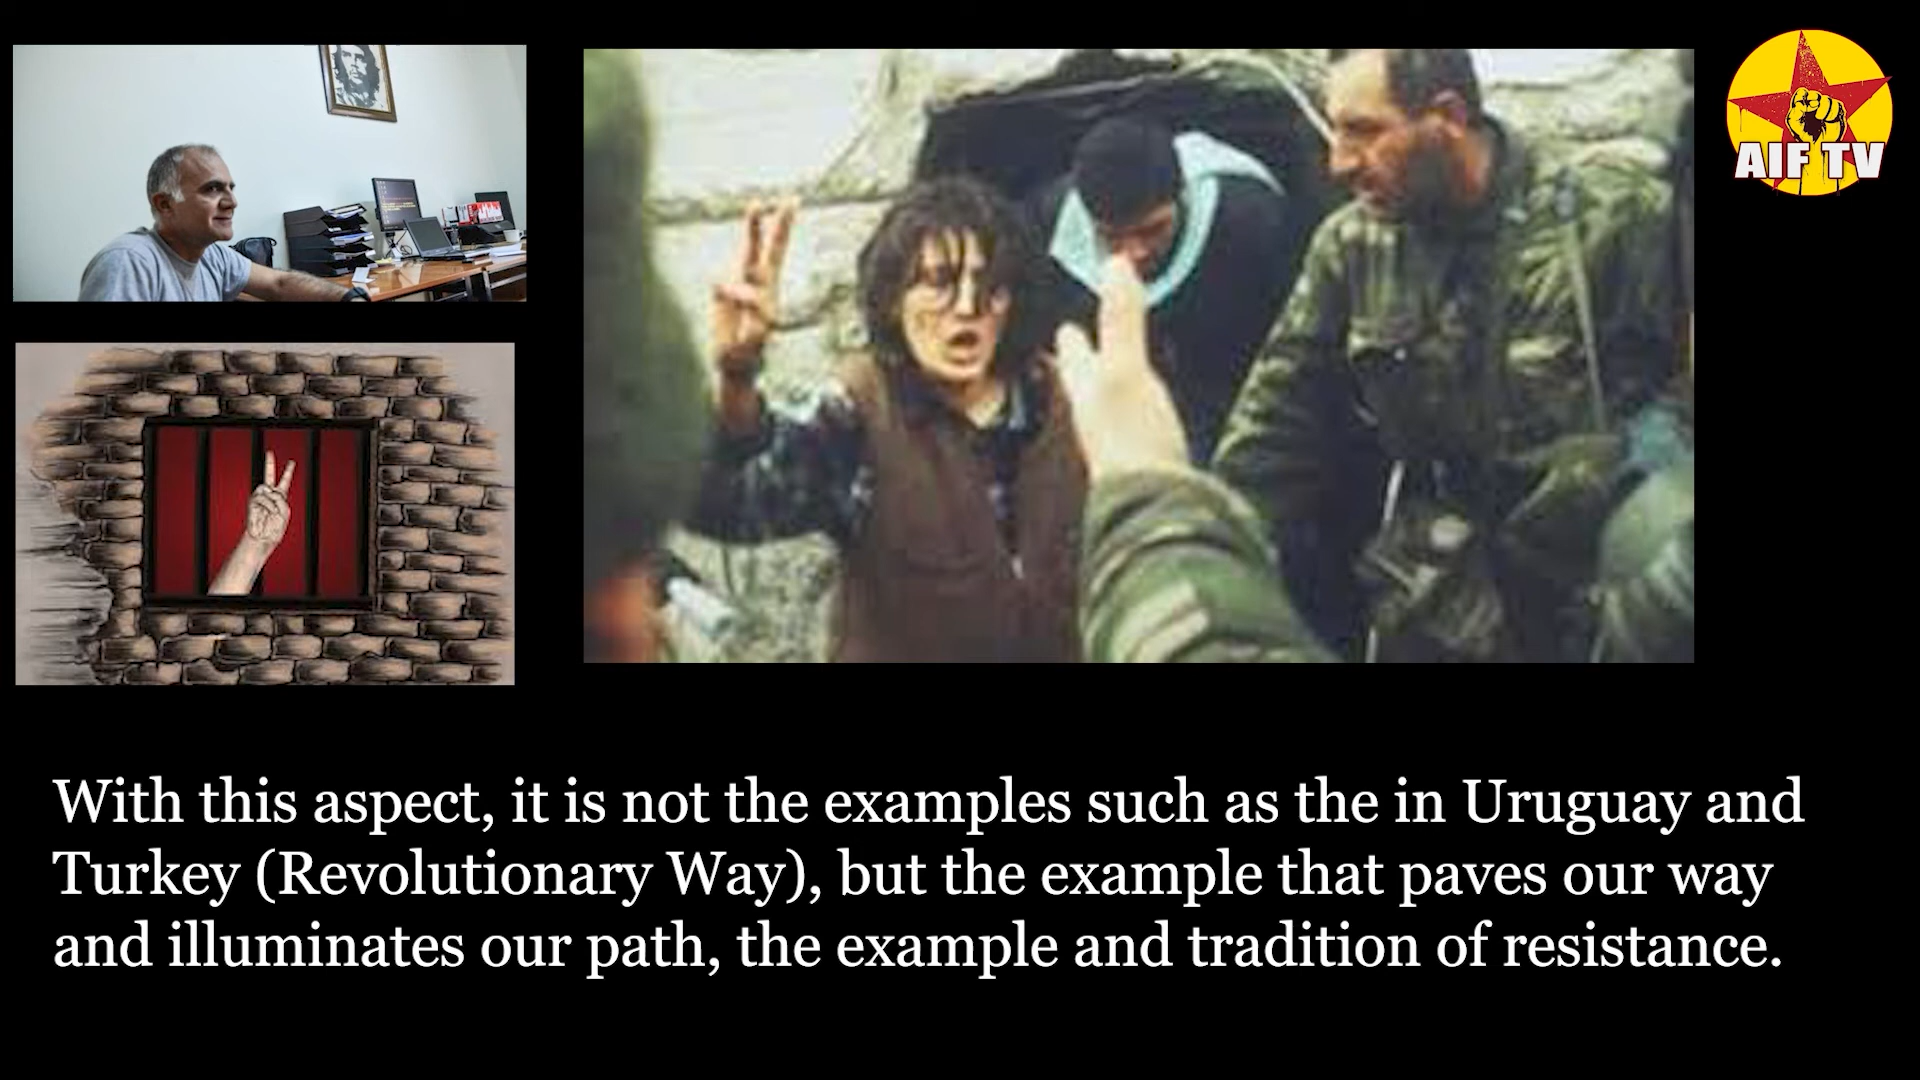 AIF TV
With this aspect, it is not the examples such as the in Uruguay and
Turkey (Revolutionary Way), but the example that paves our way
and illuminates our path, the example and tradition of resistance.